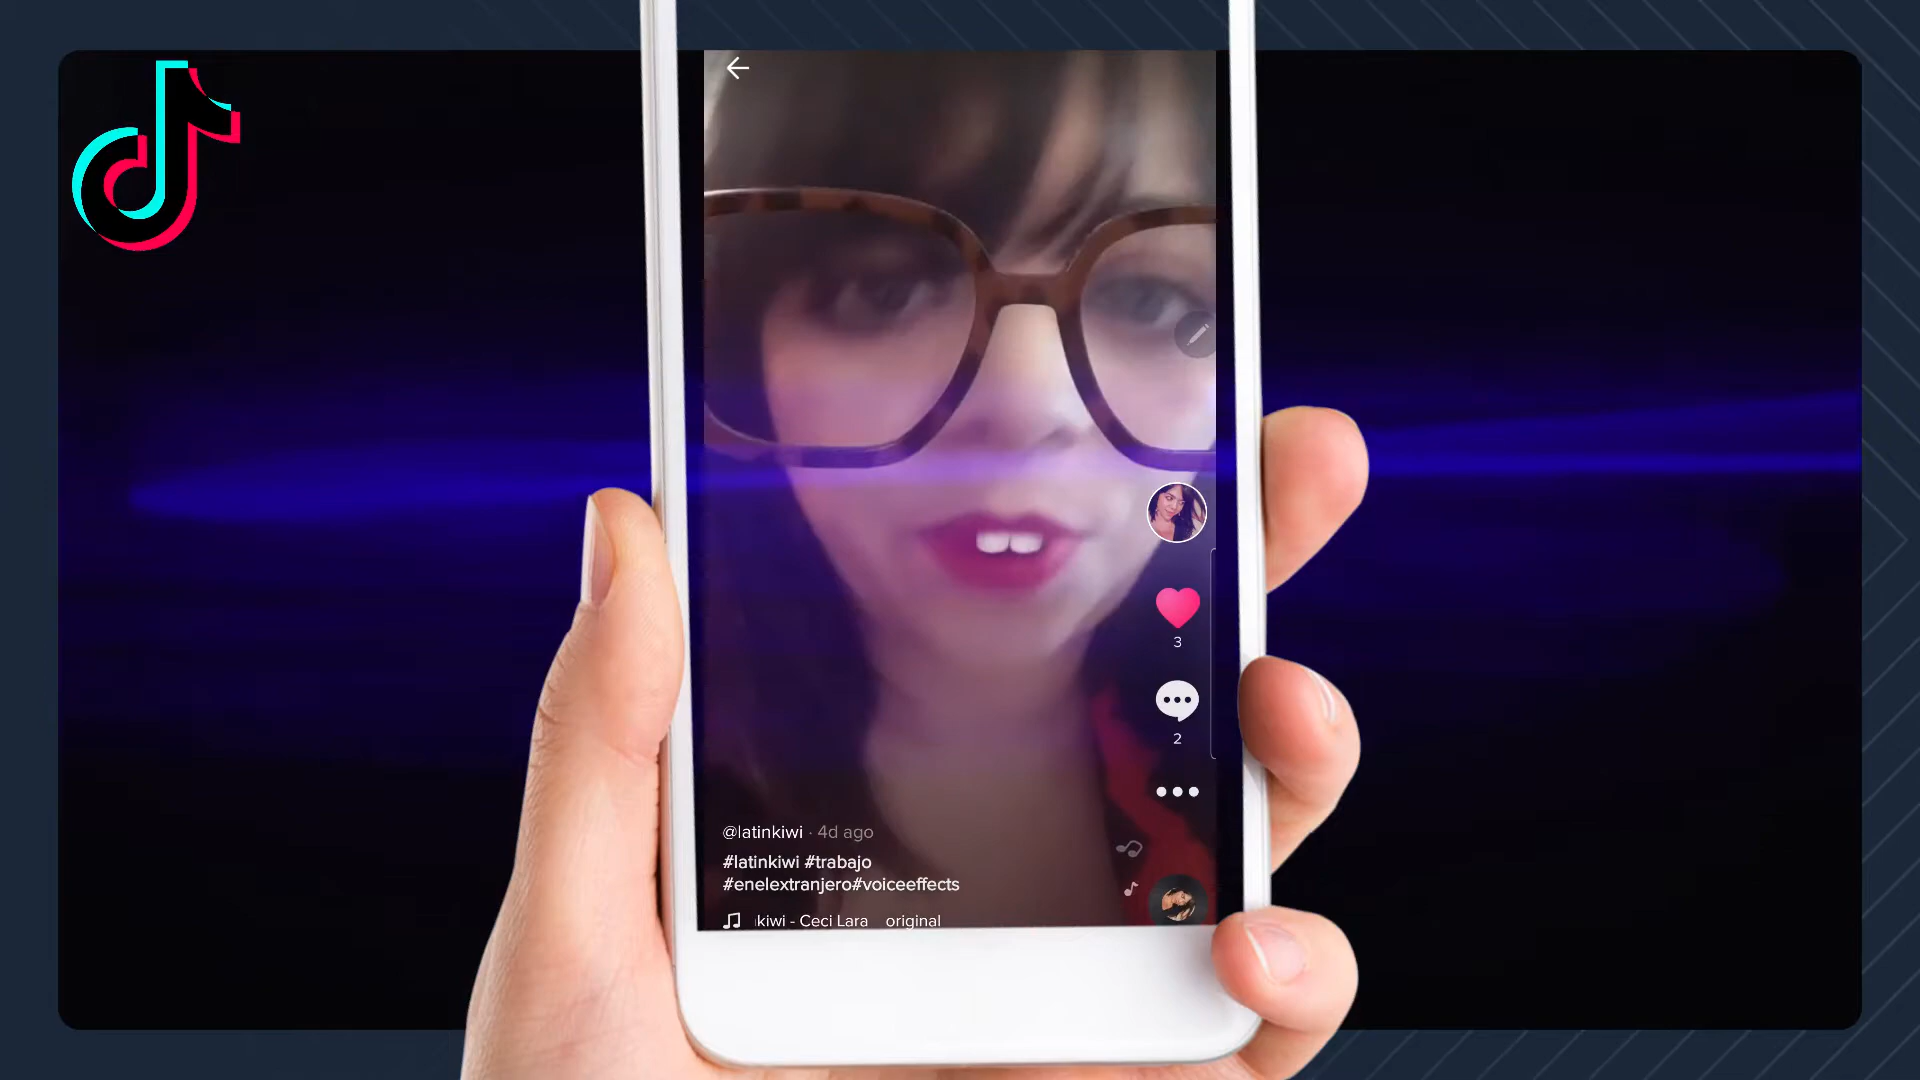 3
2
@latinkiwi · 4d ago
#latinkiwi #trabajo
#enelextranjero#voiceeffects
kiwi - Ceci Lara original